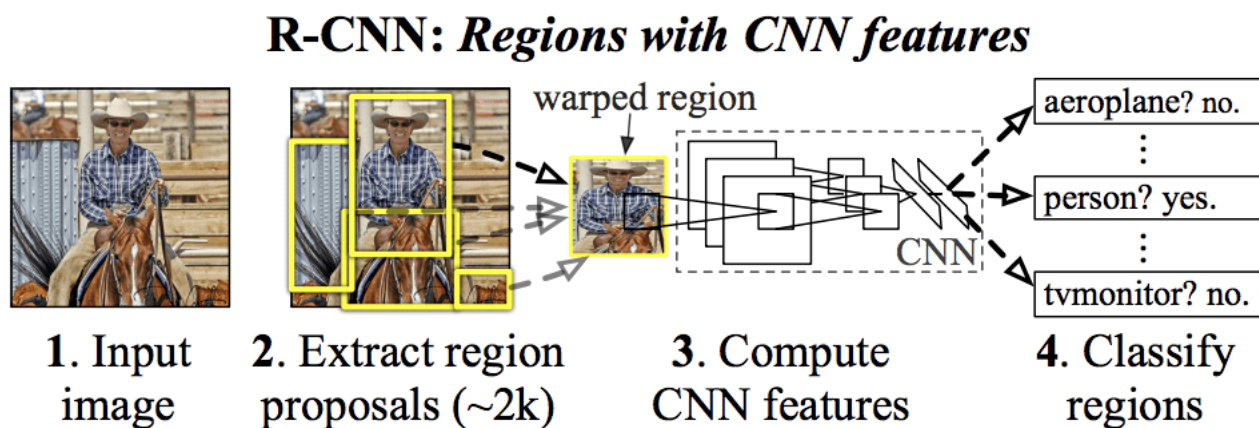 R-CNN: Regions with CNN features
warped region
aeroplane? no.
⋮
person? yes.
⋮
tvmonitor? no.
CNN
1. Input
image
2. Extract region
proposals (~2k)
3. Compute
CNN features
4. Classify
regions